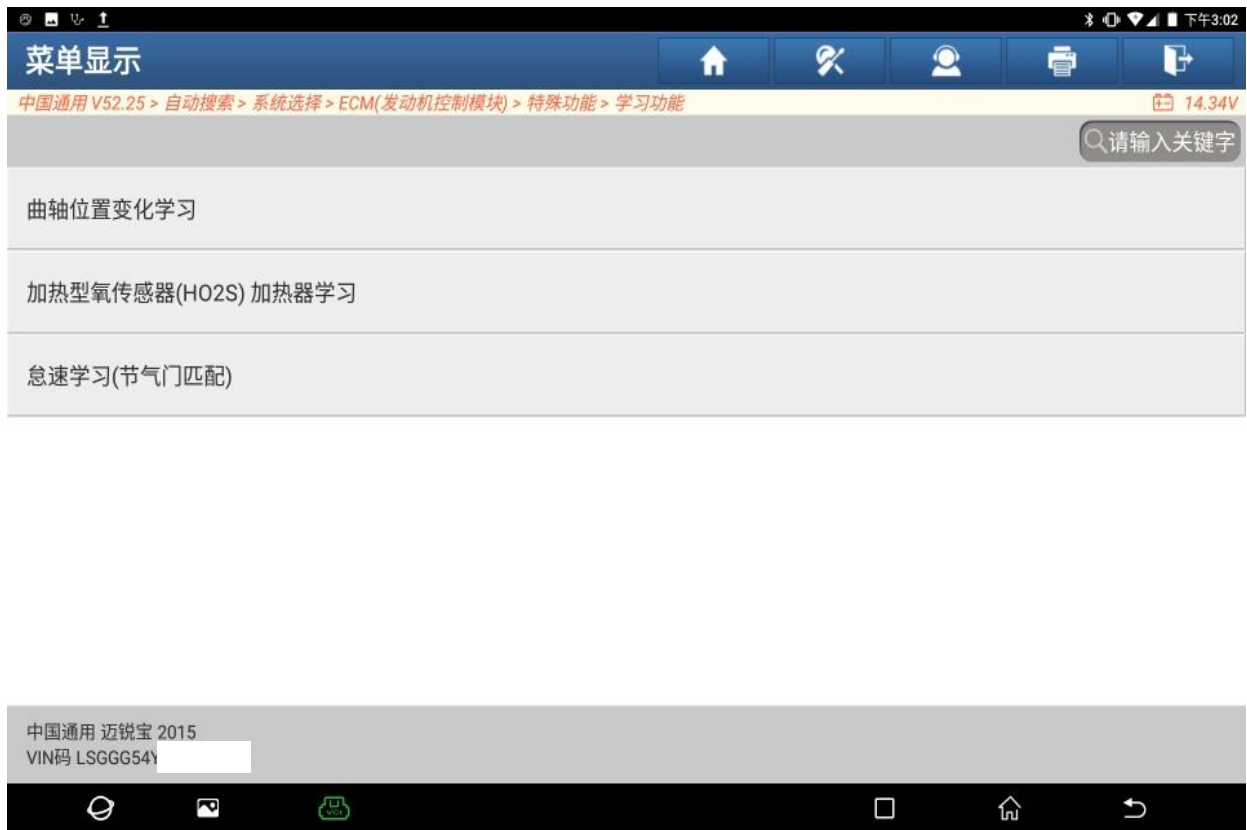 下午3:02
菜单显示
中国通用 V52.25 > 自动搜索 > 系统选择 > ECM(发动机控制模块) > 特殊功能 > 学习功能 14.34V
请输入关键字
曲轴位置变化学习
加热型氧传感器(HO2S) 加热器学习
怠速学习(节气门匹配)
中国通用 迈锐宝 2015
VIN码 LSGGG54Y
VCI